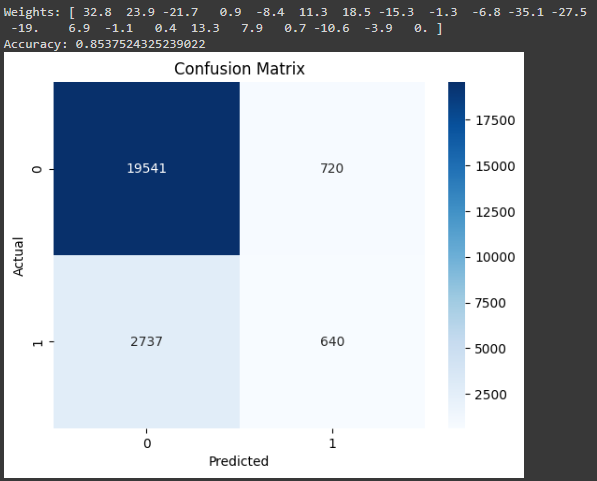 Weights: [ 32.8  23.9 -21.7   0.9  -8.4  11.3  18.5 -15.3  -1.3  -6.8 -35.1 -27.5
 -19.    6.9  -1.1   0.4  13.3   7.9   0.7 -10.6  -3.9   0. ]
Accuracy: 0.8537524325239022
Confusion Matrix
17500
0
19541
720
15000
12500
Actual
10000
7500
1
2737
640
5000
2500
0
1
Predicted